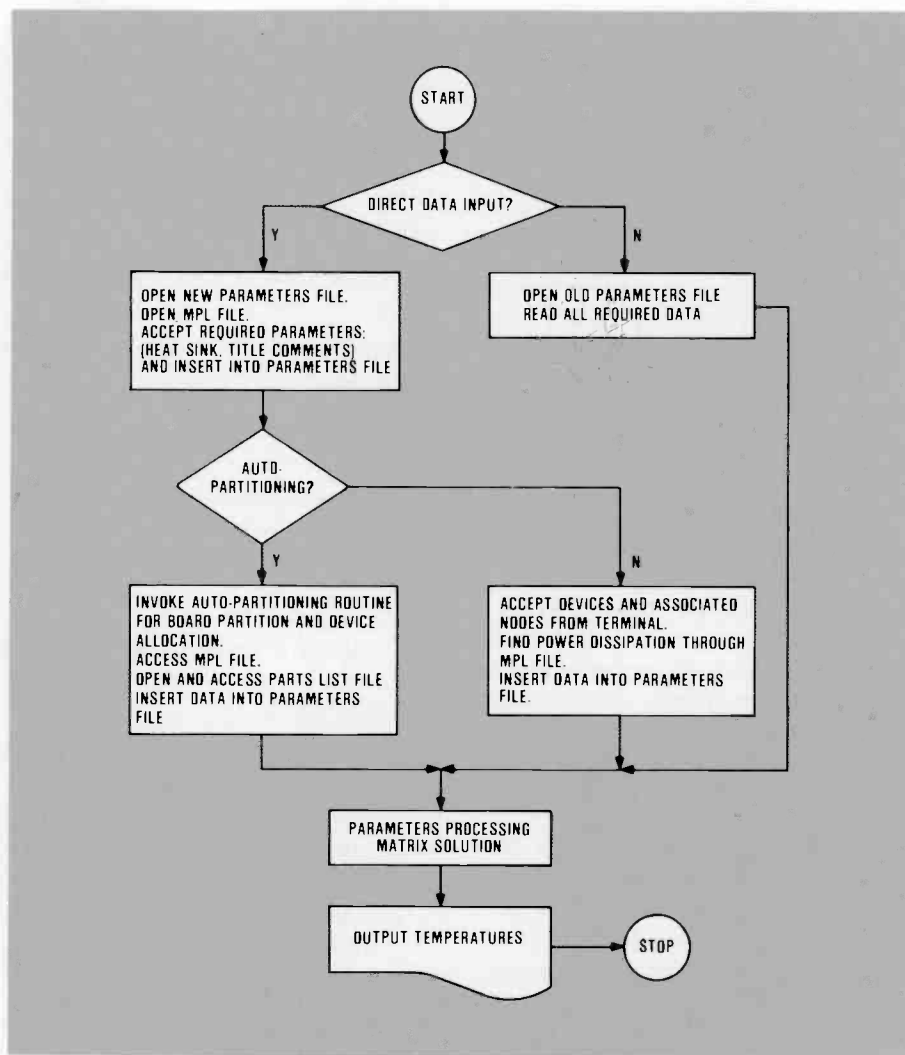 START
DIRECT DATA INPUT?
Y
N
OPEN NEW PARAMETERS FILE.
OPEN MPL FILE.
ACCEPT REQUIRED PARAMETERS:
(HEAT SINK, TITLE COMMENTS)
AND INSERT INTO PARAMETERS FILE
OPEN OLD PARAMETERS FILE
READ ALL REQUIRED DATA
AUTO-
PARTITIONING?
Y
N
INVOKE AUTO-PARTITIONING ROUTINE
FOR BOARD PARTITION AND DEVICE
ALLOCATION.
ACCESS MPL FILE.
OPEN AND ACCESS PARTS LIST FILE
INSERT DATA INTO PARAMETERS
FILE
ACCEPT DEVICES AND ASSOCIATED
NODES FROM TERMINAL.
FIND POWER DISSIPATION THROUGH
MPL FILE.
INSERT DATA INTO PARAMETERS
FILE.
PARAMETERS PROCESSING
MATRIX SOLUTION
OUTPUT TEMPERATURES
STOP